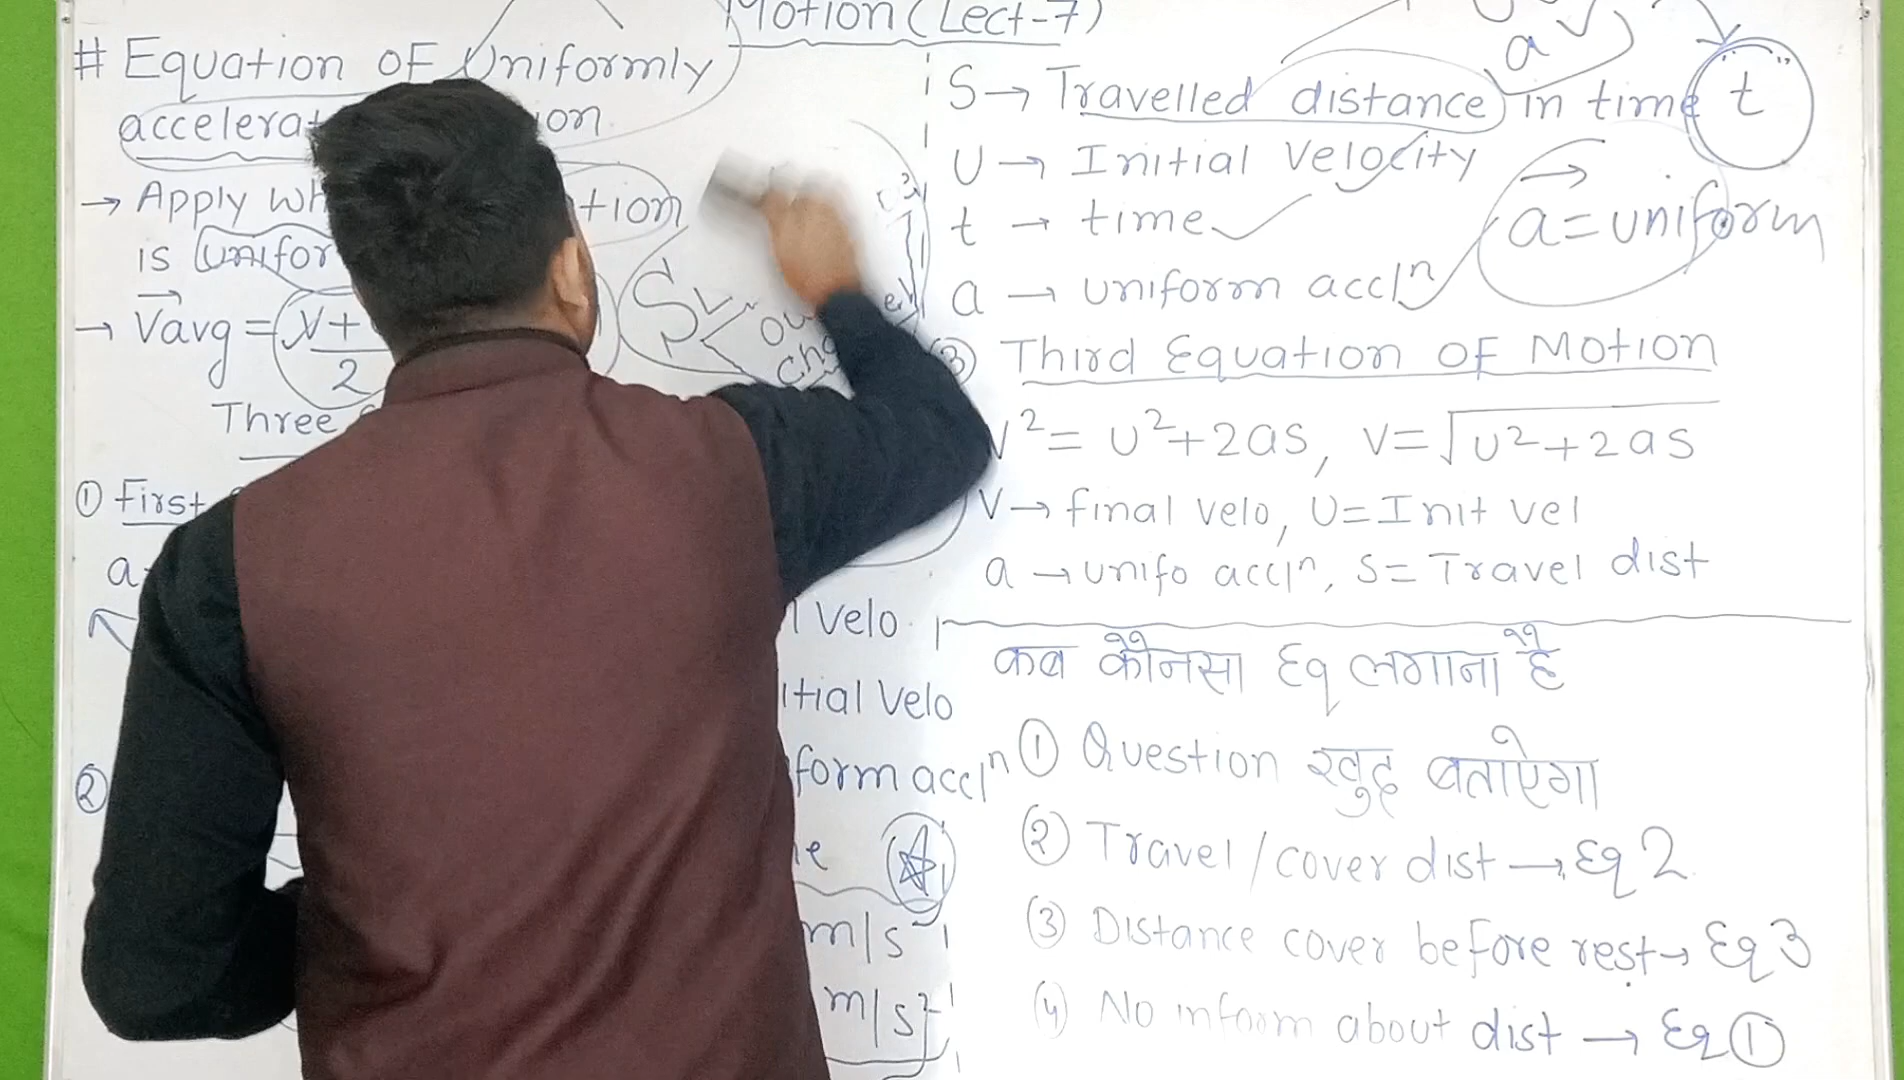 Motion (Lect-7)
# Equation OF Uniformly
accelera
ion
→ Apply wh
tion
is unifor
→ Vavg = v+
2
Three
① First
a
②
l velo
itial velo
form accln
e
m/s
m/s²
S → Travelled distance in time t
U → Initial Velocity
t → time
a → uniform accln
a = uniform
a
③ Third Equation OF Motion
V² = U²+2as, V=√U²+2as
V → final velo, U=Init vel
a → unifo accln, S= Travel dist
कब कौनसा Eq लगाना है
① Question खुद बताऐगा
② Travel/cover dist → Eq 2
③ Distance cover before rest → Eq 3
④ No inform about dist → Eq ①